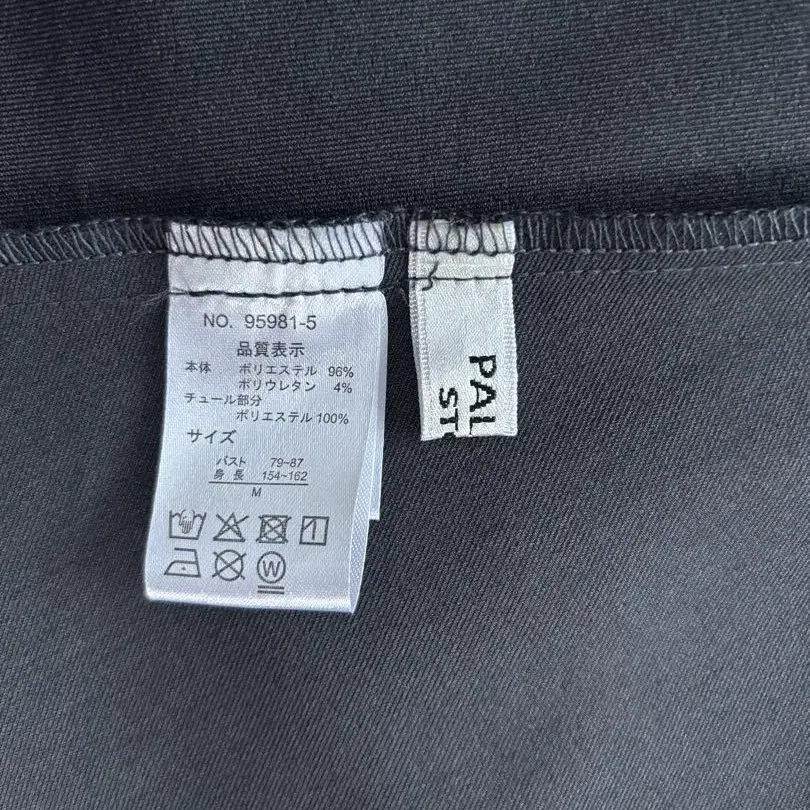 NO. 95981-5
品質表示
本体 ポリエステル 96%
ポリウレタン 4%
チュール部分
ポリエステル 100%
サイズ
バスト 79-87
身長 154-162
M
W
PAL
ST